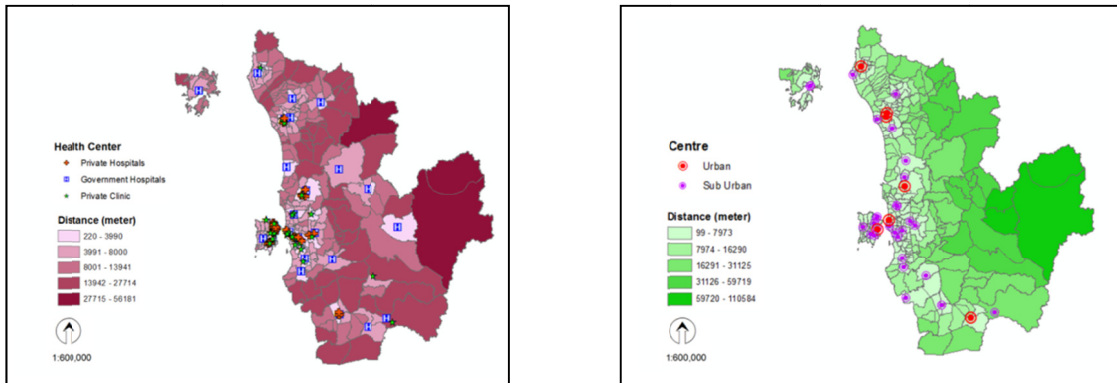 Health Center
Private Hospitals
H Government Hospitals
Private Clinic
Distance (meter)
220 - 3990
3991 - 8000
8001 - 13941
13942 - 27714
27715 - 56181
1:600,000
Centre
Urban
Sub Urban
Distance (meter)
99 - 7973
7974 - 16290
16291 - 31125
31126 - 59719
59720 - 110584
1:600,000